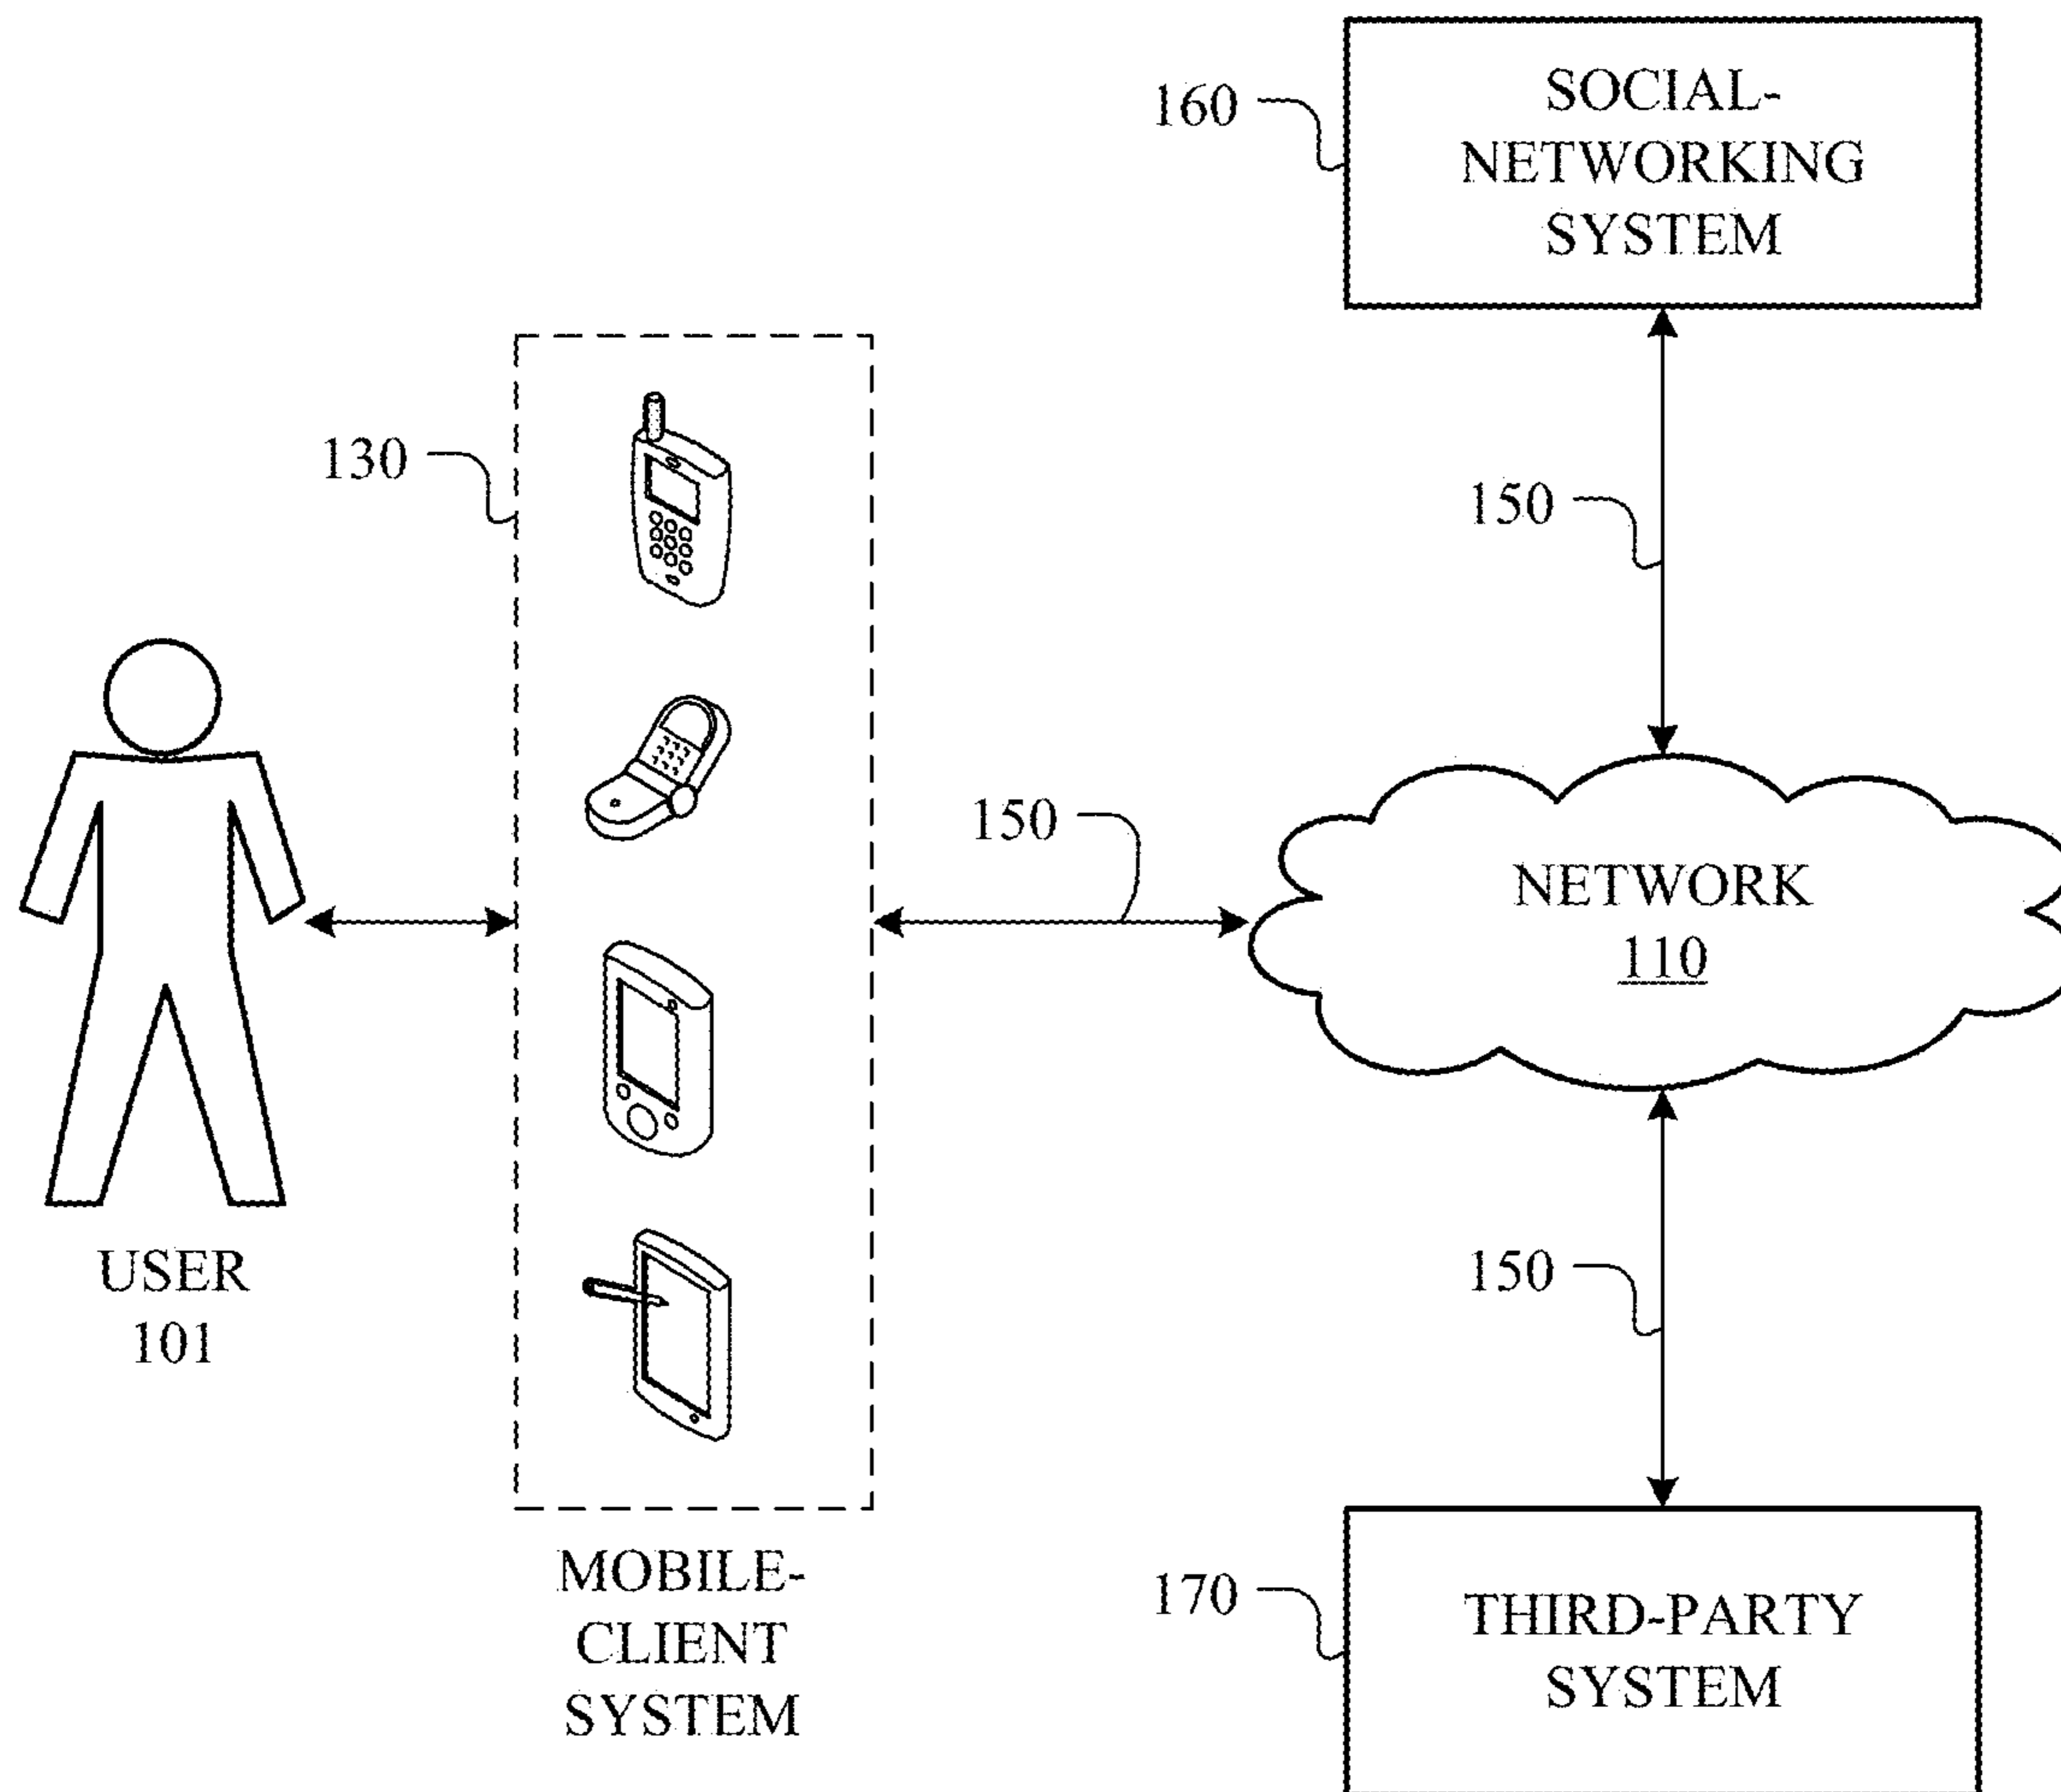 160
SOCIAL-
NETWORKING
SYSTEM
130
150
150
NETWORK
110
USER
101
150
MOBILE-
CLIENT
SYSTEM
170
THIRD-PARTY
SYSTEM